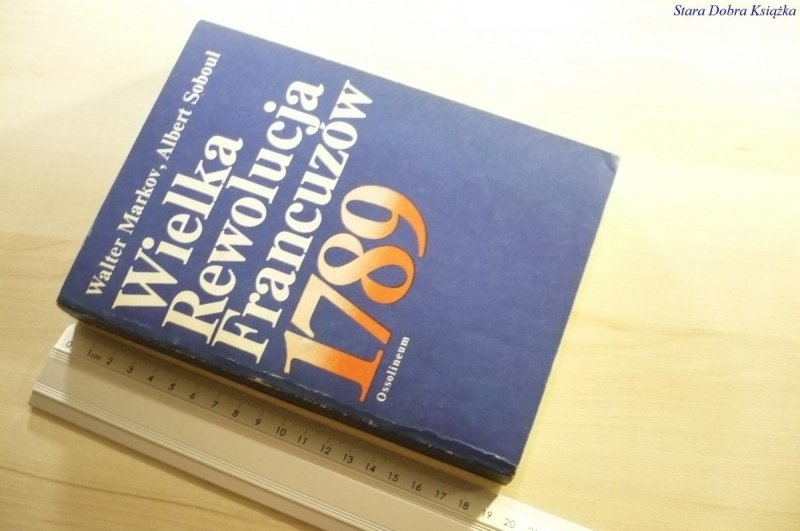 Stara Dobra Książka
Walter Markov, Albert Soboul
Wielka
Rewolucja
Francuzów
1789
Ossolineum
0 1cm 2 3 4 5 6 7 8 9 10 11 12 13 14 15 16 17 18 19 20